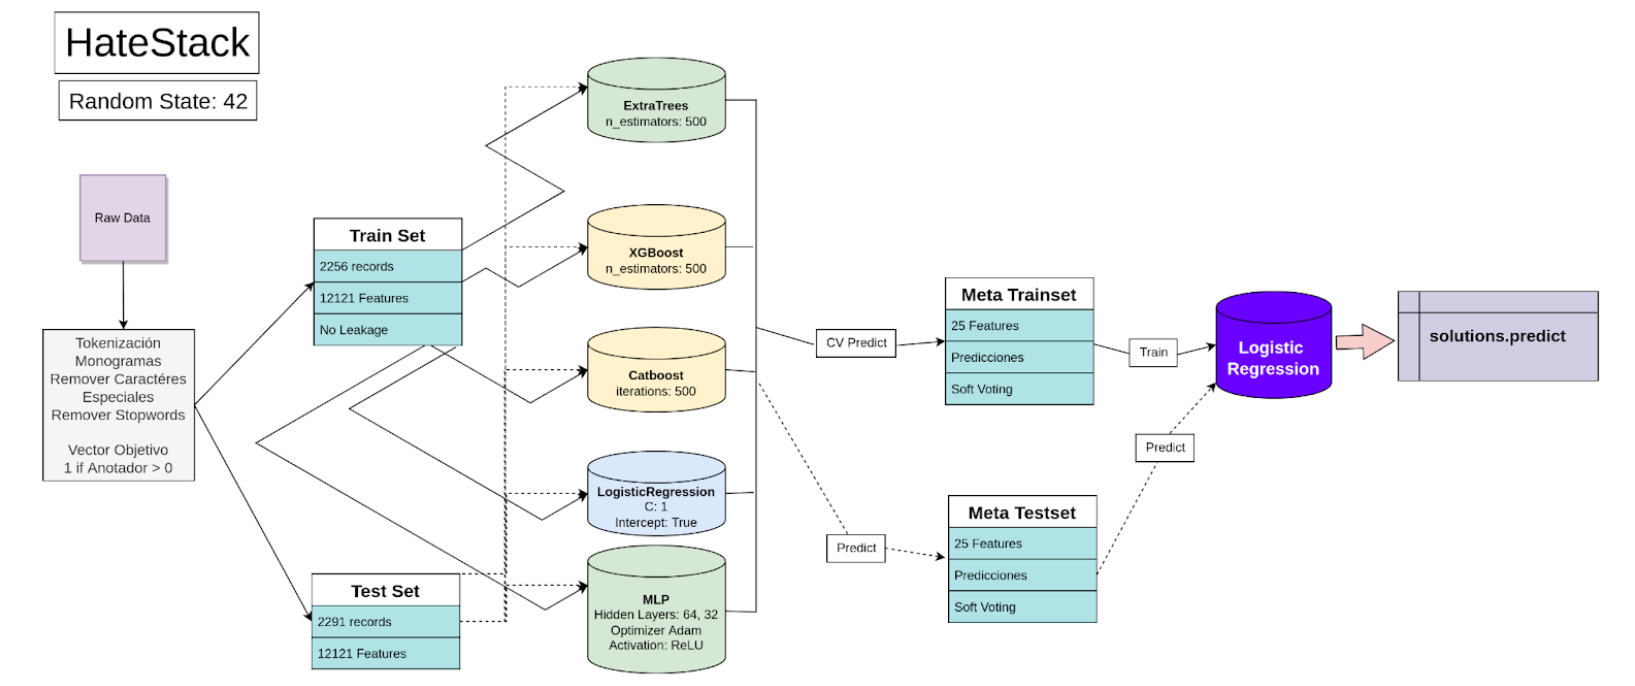 HateStack
Random State: 42
Raw Data
Tokenización
Monogramas
Remover Caractéres
Especiales
Remover Stopwords
Vector Objetivo
1 if Anotador > 0
Train Set
2256 records
12121 Features
No Leakage
Test Set
2291 records
12121 Features
ExtraTrees
n_estimators: 500
XGBoost
n_estimators: 500
Catboost
iterations: 500
LogisticRegression
C: 1
Intercept: True
MLP
Hidden Layers: 64, 32
Optimizer Adam
Activation: ReLU
CV Predict
Predict
Meta Trainset
25 Features
Predicciones
Soft Voting
Meta Testset
25 Features
Predicciones
Soft Voting
Train
Predict
Logistic
Regression
solutions.predict